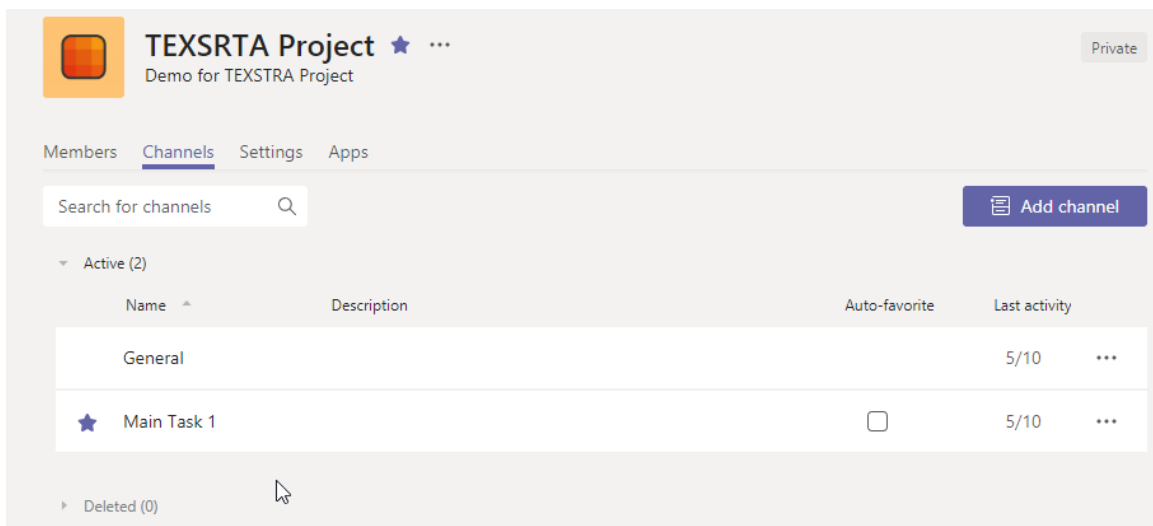 TEXSRTA Project
Private
Demo for TEXSTRA Project
Members Channels Settings Apps
Search for channels Add channel
Active (2)
Name Description Auto-favorite Last activity
General 5/10
Main Task 1 5/10
Deleted (0)